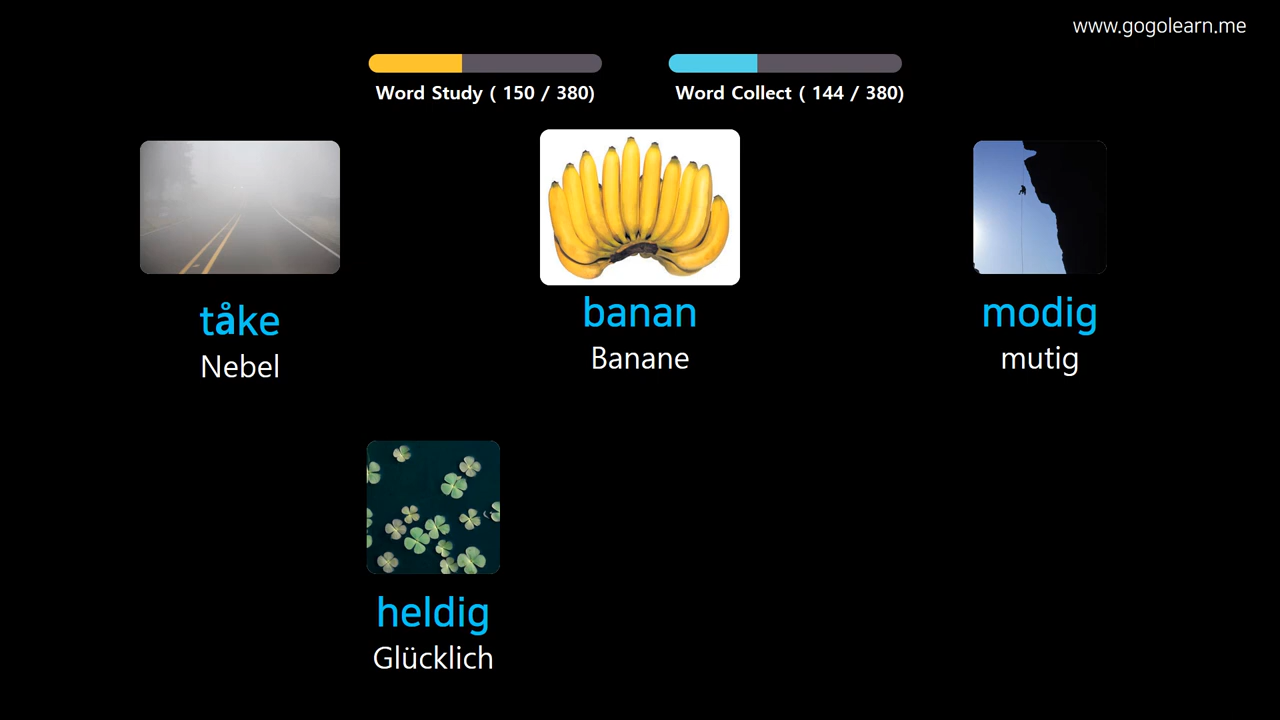 www.gogolearn.me
Word Study ( 150 / 380)
Word Collect ( 144 / 380)
tåke
Nebel
banan
Banane
modig
mutig
heldig
Glücklich